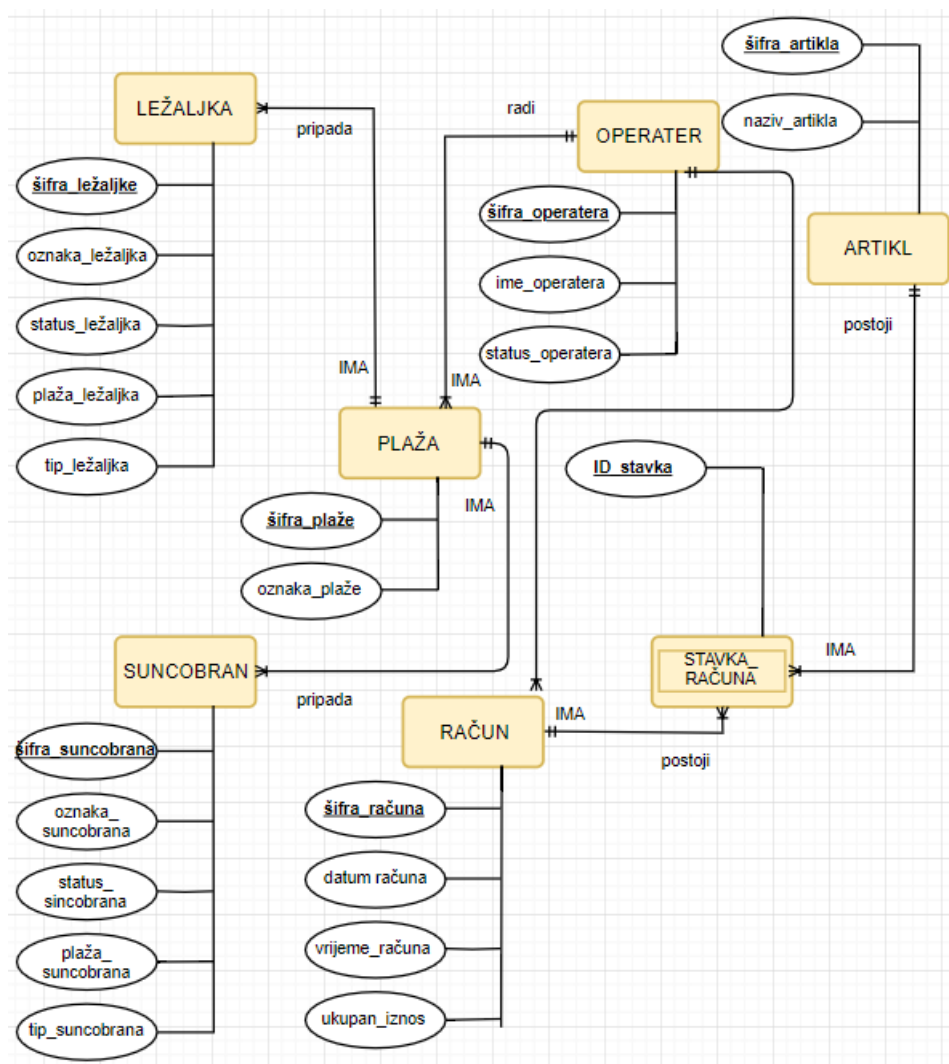 šifra_artikla
LEŽALJKA
radi
OPERATER
naziv_artikla
pripada
šifra_ležaljke
šifra_operatera
oznaka_ležaljka
ime_operatera
ARTIKL
status_ležaljka
status_operatera
postoji
IMA
IMA
plaža_ležaljka
PLAŽA
tip_ležaljka
ID_stavka
IMA
šifra_plaže
oznaka_plaže
SUNCOBRAN
STAVKA_
RAČUNA
IMA
pripada
RAČUN
IMA
postoji
šifra_suncobrana
šifra_računa
oznaka_
suncobrana
datum računa
status_
sincobrana
vrijeme_računa
plaža_
suncobrana
ukupan_iznos
tip_suncobrana